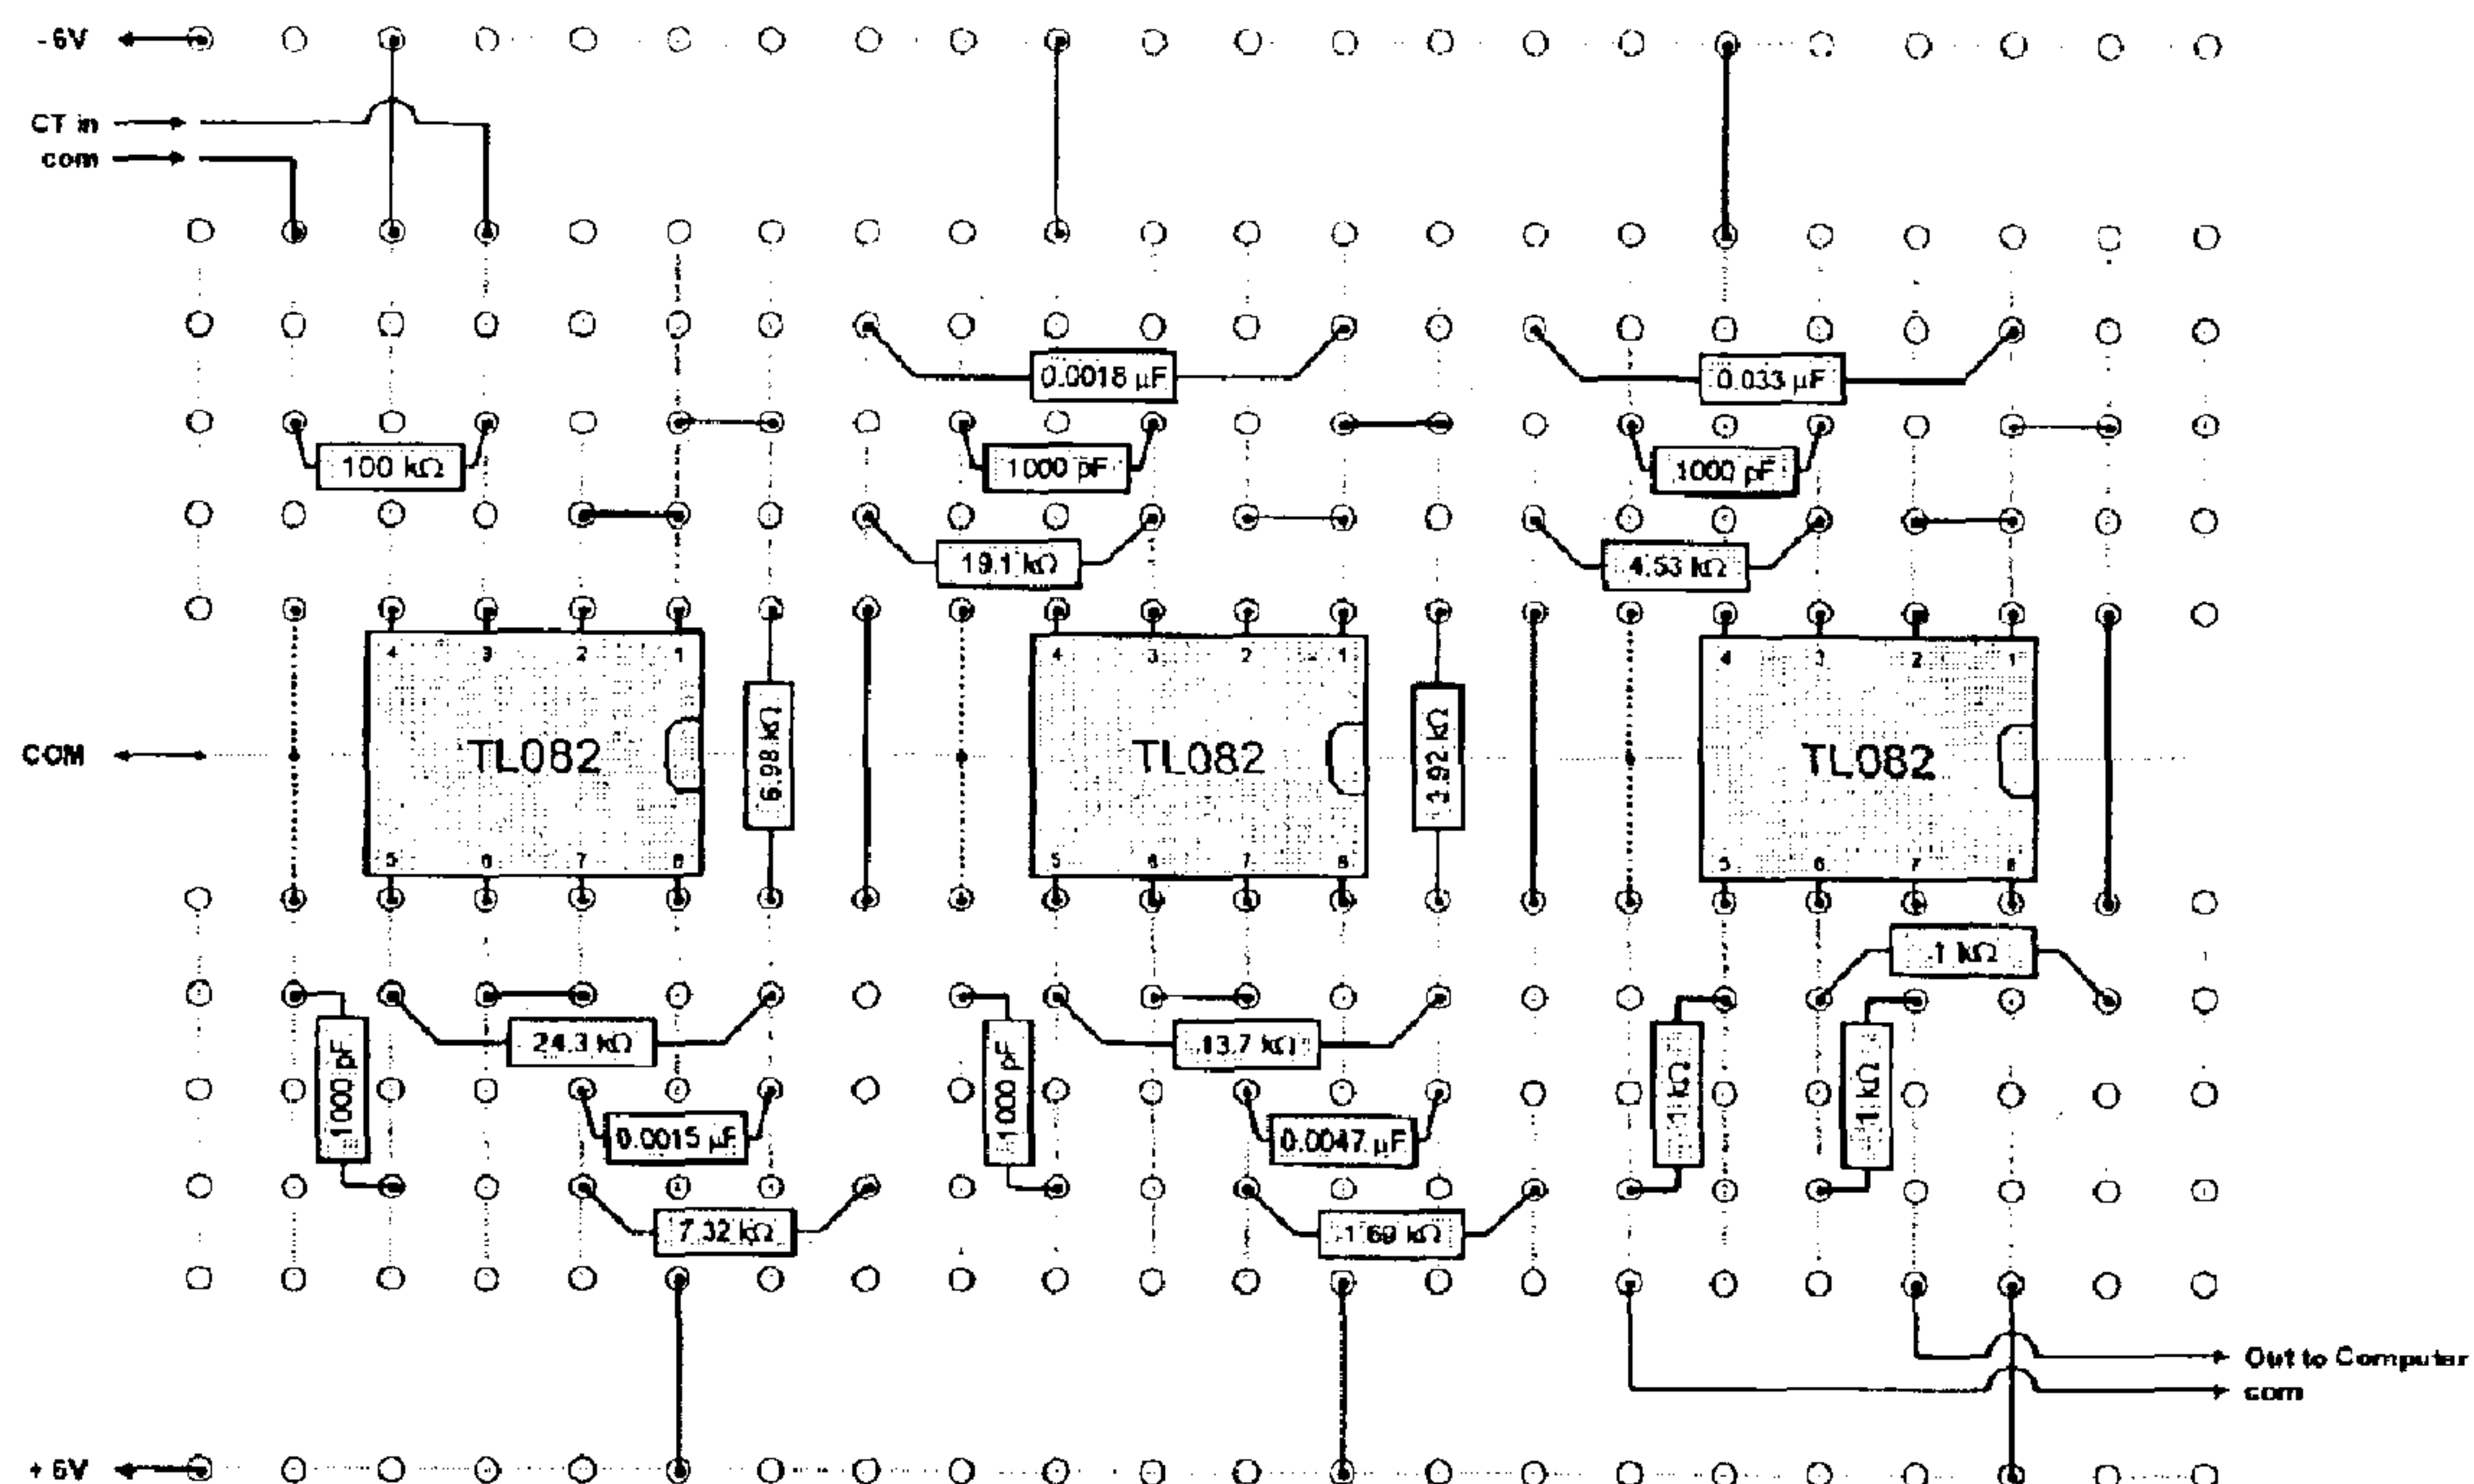 -6V
CT in
com
0.0018 µF
0.033 µF
100 kΩ
1000 pF
1000 pF
19.1 kΩ
4.53 kΩ
4 3 2 1
4 3 2 1
4 3 2 1
COM
TL082
6.98 kΩ
TL082
3.92 kΩ
TL082
5 6 7 8
5 6 7 8
5 6 7 8
1 kΩ
24.3 kΩ
13.7 kΩ
1000 pF
1000 pF
1 kΩ
1 kΩ
0.0015 µF
0.0047 µF
7.32 kΩ
1.69 kΩ
Out to Computer
com
+6V